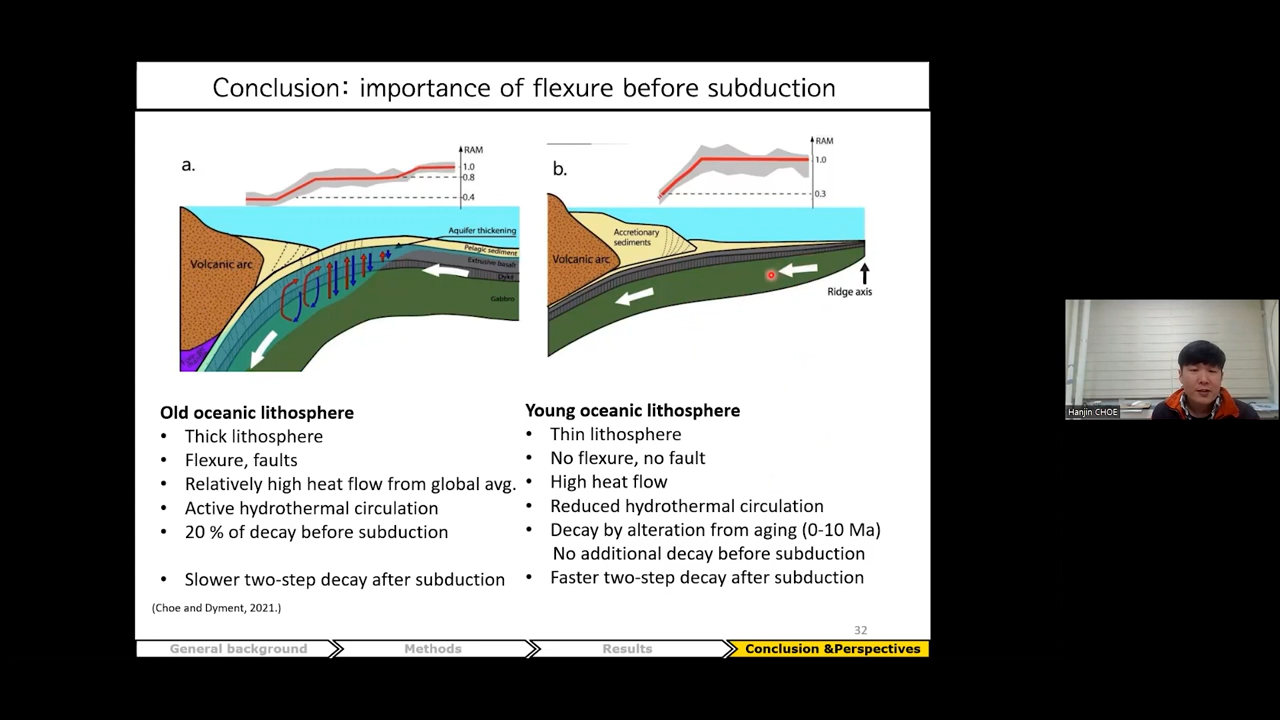 Conclusion: importance of flexure before subduction
a.
RAM
1.0
0.8
0.4
Aquifer thickening
Pelagic sediment
Extrusive basalt
Dyke
Gabbro
Volcanic arc
b.
RAM
1.0
0.3
Accretionary
sediments
Volcanic arc
Ridge axis
Old oceanic lithosphere
• Thick lithosphere
• Flexure, faults
• Relatively high heat flow from global avg.
• Active hydrothermal circulation
• 20 % of decay before subduction
• Slower two-step decay after subduction
(Choe and Dyment, 2021.)
Young oceanic lithosphere
• Thin lithosphere
• No flexure, no fault
• High heat flow
• Reduced hydrothermal circulation
• Decay by alteration from aging (0-10 Ma)
No additional decay before subduction
• Faster two-step decay after subduction
32
General background
Methods
Results
Conclusion &Perspectives
Hanjin CHOE